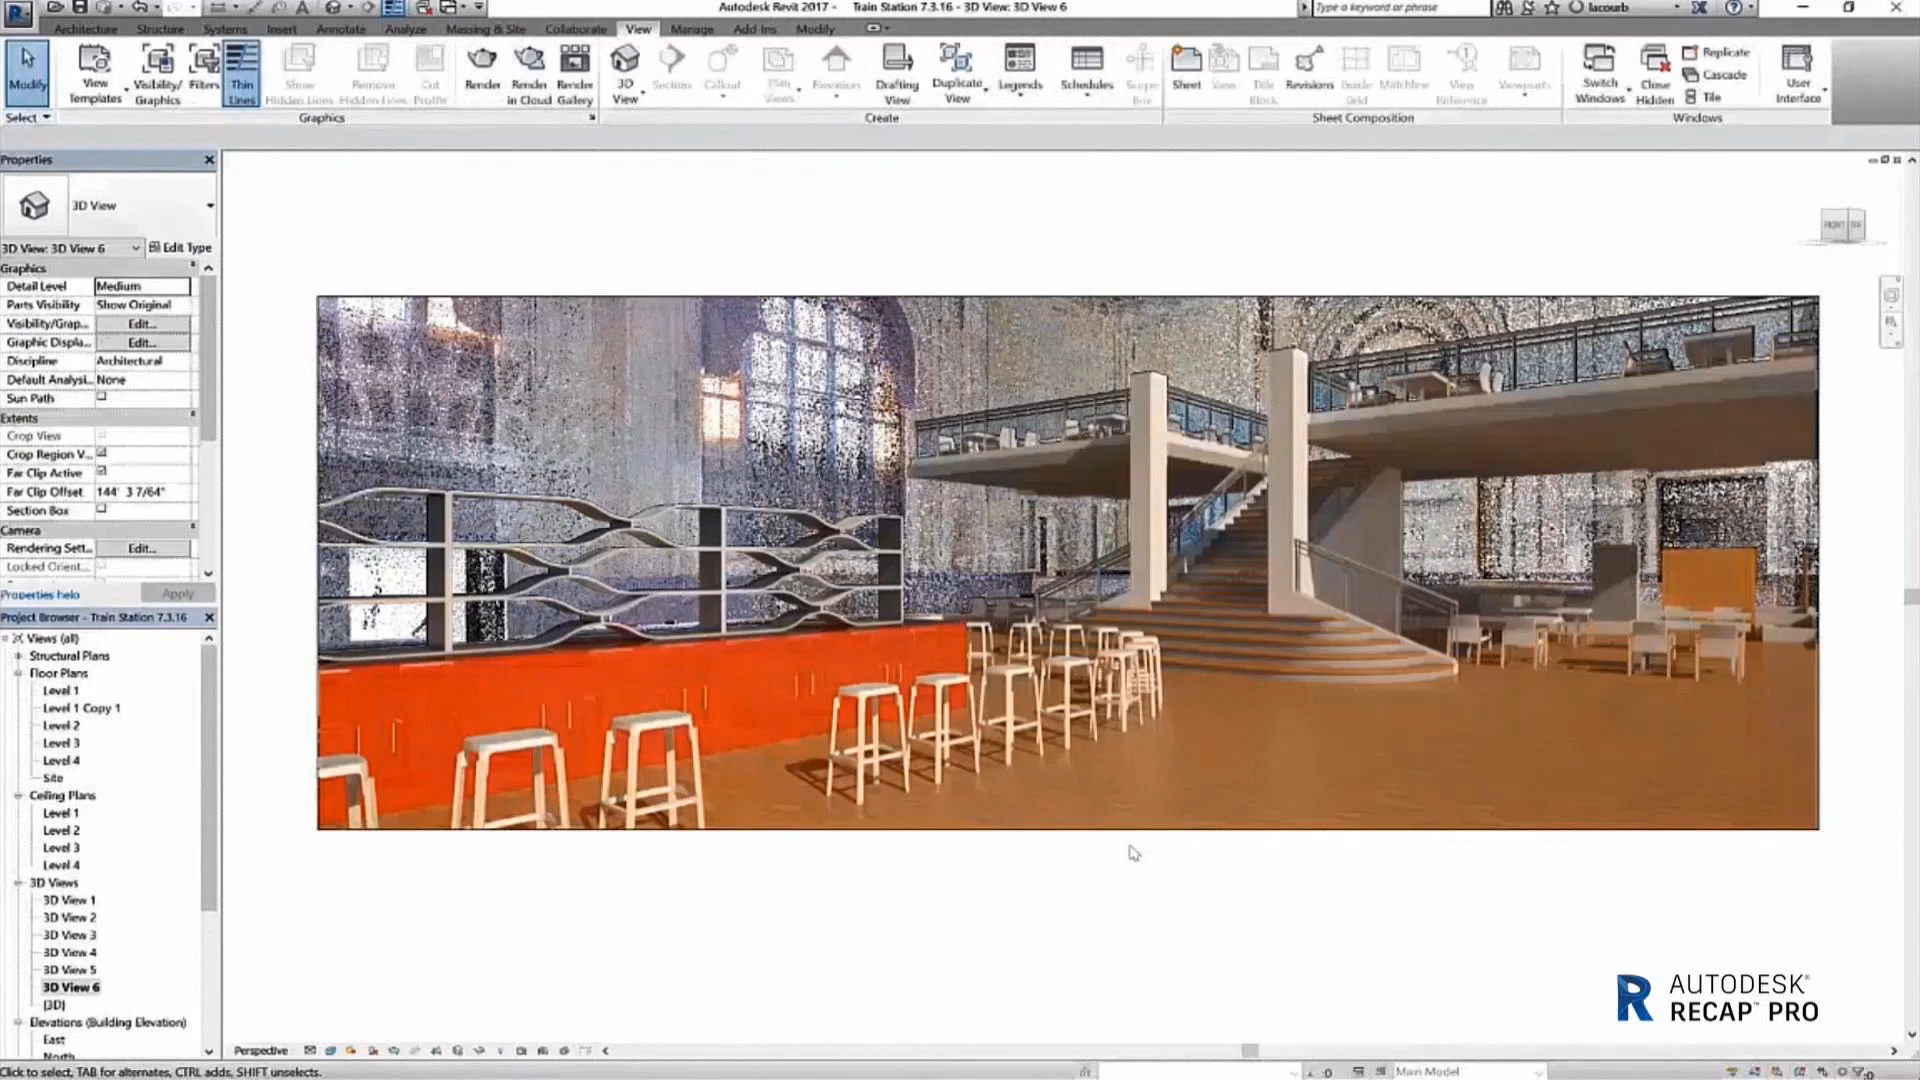 Autodesk Revit 2017 - Train Station 7.3.16 - 3D View: 3D View 6
Type a keyword or phrase
lacourb
Architecture Structure Systems Insert Annotate Analyze Massing & Site Collaborate View Manage Add-Ins Modify
Modify
View Templates
Visibility/ Graphics
Filters
Thin Lines
Show Hidden Lines
Remove Hidden Lines
Cut Profile
Render
Render in Cloud
Render Gallery
3D View
Section
Callout
Plan Views
Elevation
Drafting View
Duplicate View
Legends
Schedules
Scope Box
Sheet
View
Title Block
Revisions
Guide Grid
Matchline
View Reference
Viewports
Switch Windows
Close Hidden
Replicate
Cascade
Tile
User Interface
Select
Graphics
Create
Sheet Composition
Windows
Properties
3D View
3D View: 3D View 6
Edit Type
Graphics
Detail Level Medium
Parts Visibility Show Original
Visibility/Grap... Edit...
Graphic Displa... Edit...
Discipline Architectural
Default Analysi... None
Sun Path
Extents
Crop View
Crop Region V...
Far Clip Active
Far Clip Offset 144' 3 7/64"
Section Box
Camera
Rendering Sett... Edit...
Locked Orient...
Properties help
Apply
Project Browser - Train Station 7.3.16
Views (all)
Structural Plans
Floor Plans
Level 1
Level 1 Copy 1
Level 2
Level 3
Level 4
Site
Ceiling Plans
Level 1
Level 2
Level 3
Level 4
3D Views
3D View 1
3D View 2
3D View 3
3D View 4
3D View 5
3D View 6
{3D}
Elevations (Building Elevation)
East
North
FRONT
AUTODESK®
RECAP™ PRO
Perspective
Click to select, TAB for alternates, CTRL adds, SHIFT unselects.
:0
Main Model
:0